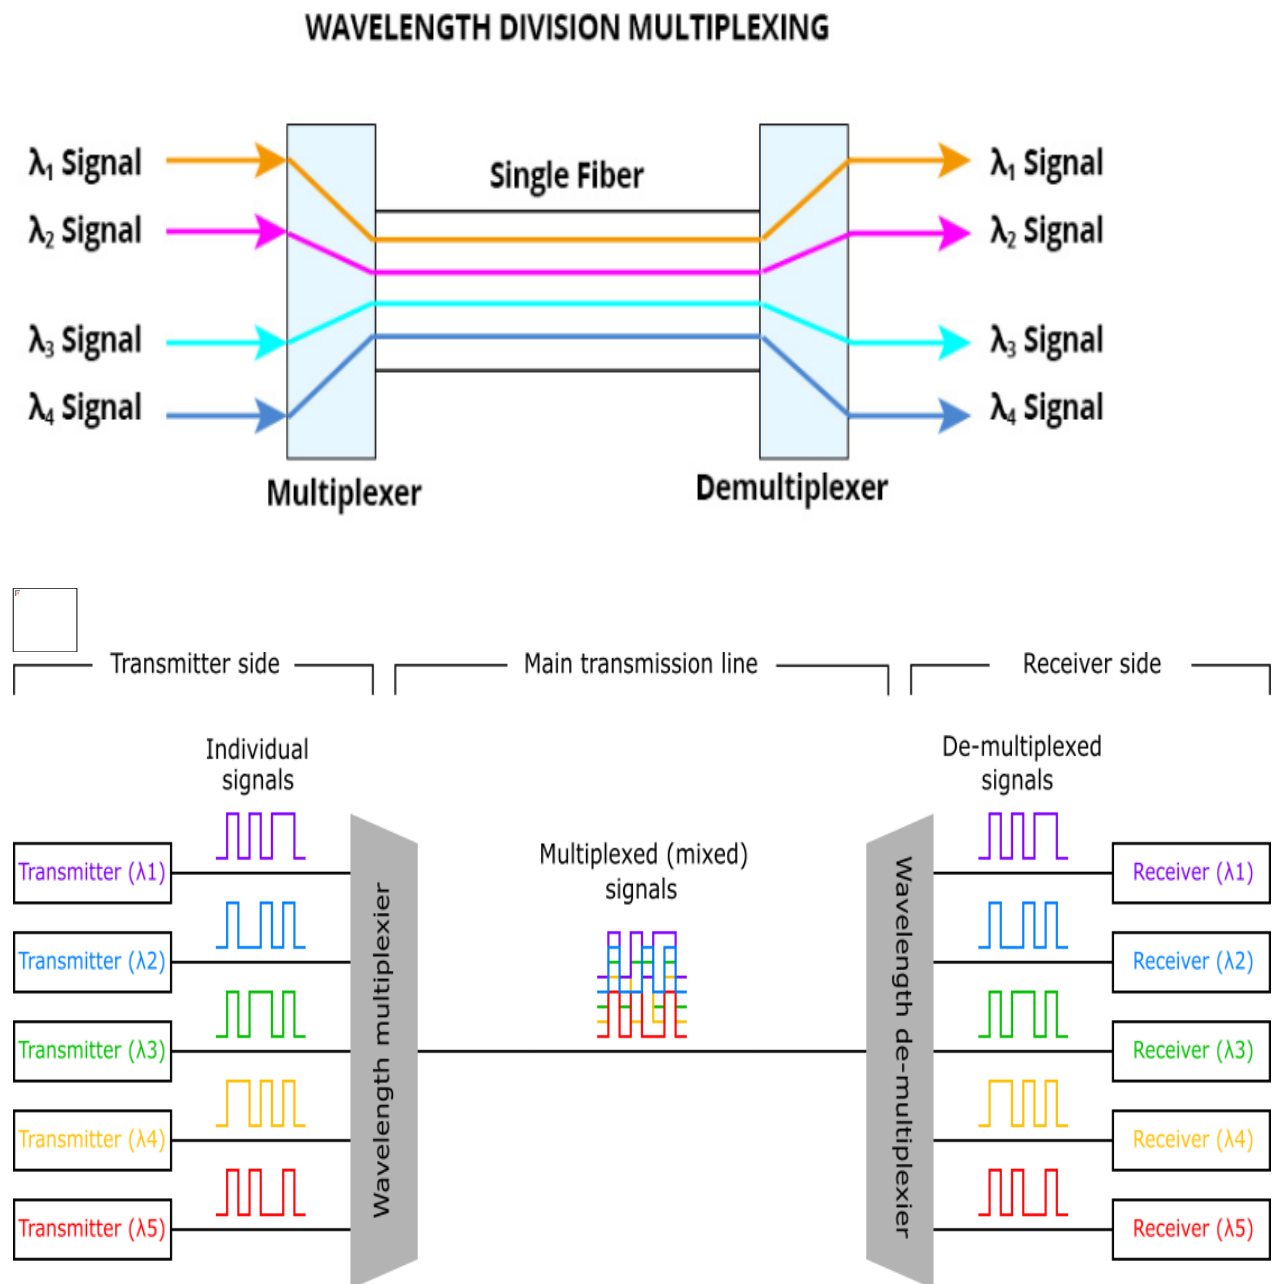 WAVELENGTH DIVISION MULTIPLEXING
λ₁ Signal
λ₂ Signal
λ₃ Signal
λ₄ Signal
Single Fiber
λ₁ Signal
λ₂ Signal
λ₃ Signal
λ₄ Signal
Multiplexer
Demultiplexer
Transmitter side
Main transmission line
Receiver side
Individual
signals
De-multiplexed
signals
Multiplexed (mixed)
signals
Transmitter (λ1)
Transmitter (λ2)
Transmitter (λ3)
Transmitter (λ4)
Transmitter (λ5)
Wavelength multiplexier
Wavelength de-multiplexier
Receiver (λ1)
Receiver (λ2)
Receiver (λ3)
Receiver (λ4)
Receiver (λ5)